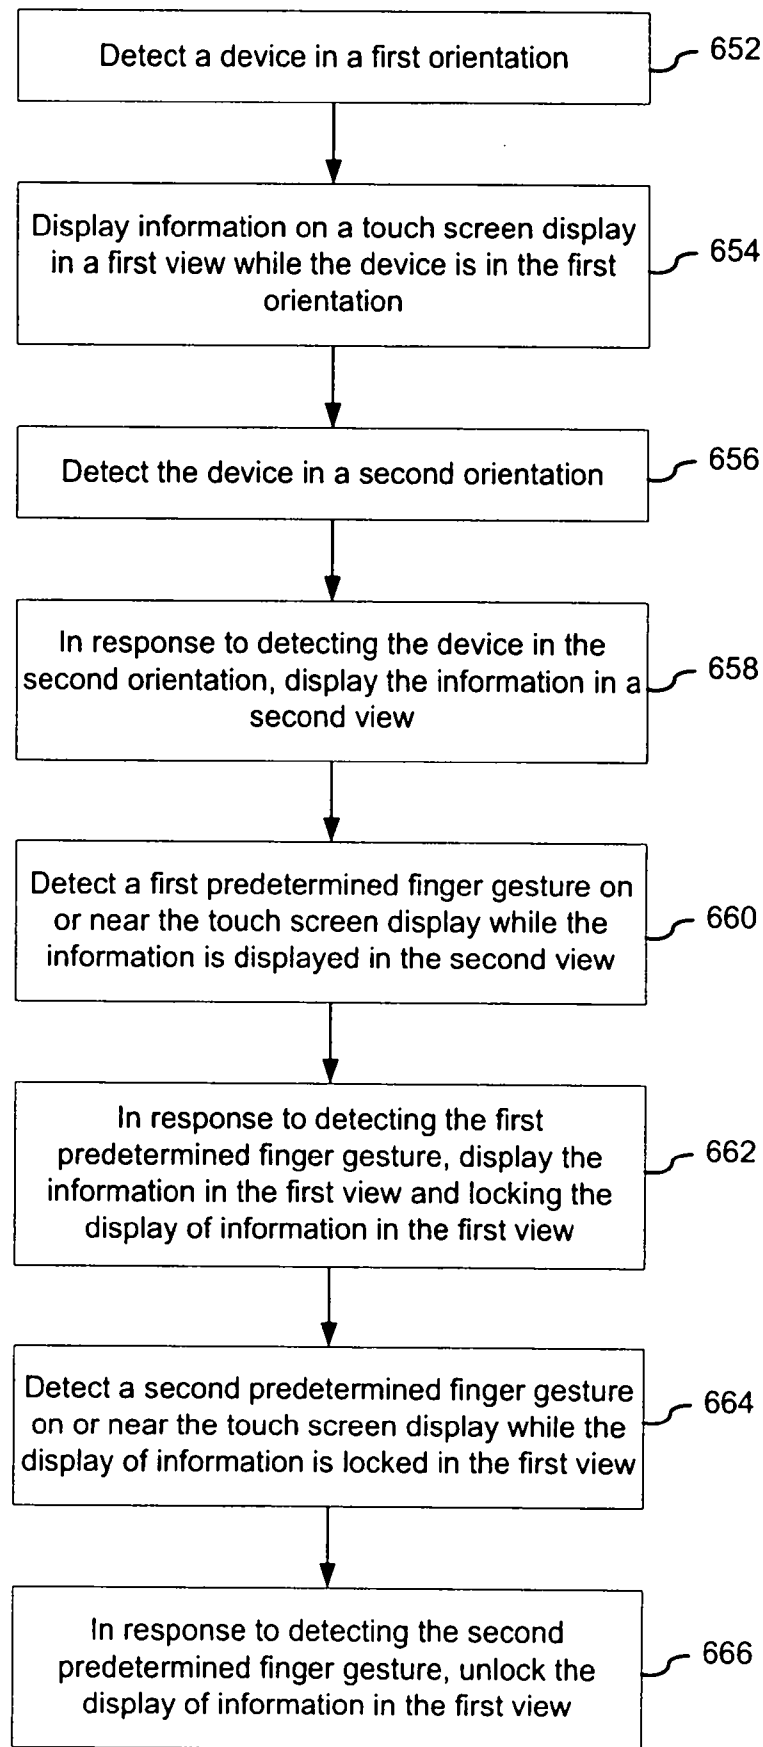 Detect a device in a first orientation
652
Display information on a touch screen display
in a first view while the device is in the first
orientation
654
Detect the device in a second orientation
656
In response to detecting the device in the
second orientation, display the information in a
second view
658
Detect a first predetermined finger gesture on
or near the touch screen display while the
information is displayed in the second view
660
In response to detecting the first
predetermined finger gesture, display the
information in the first view and locking the
display of information in the first view
662
Detect a second predetermined finger gesture
on or near the touch screen display while the
display of information is locked in the first view
664
In response to detecting the second
predetermined finger gesture, unlock the
display of information in the first view
666